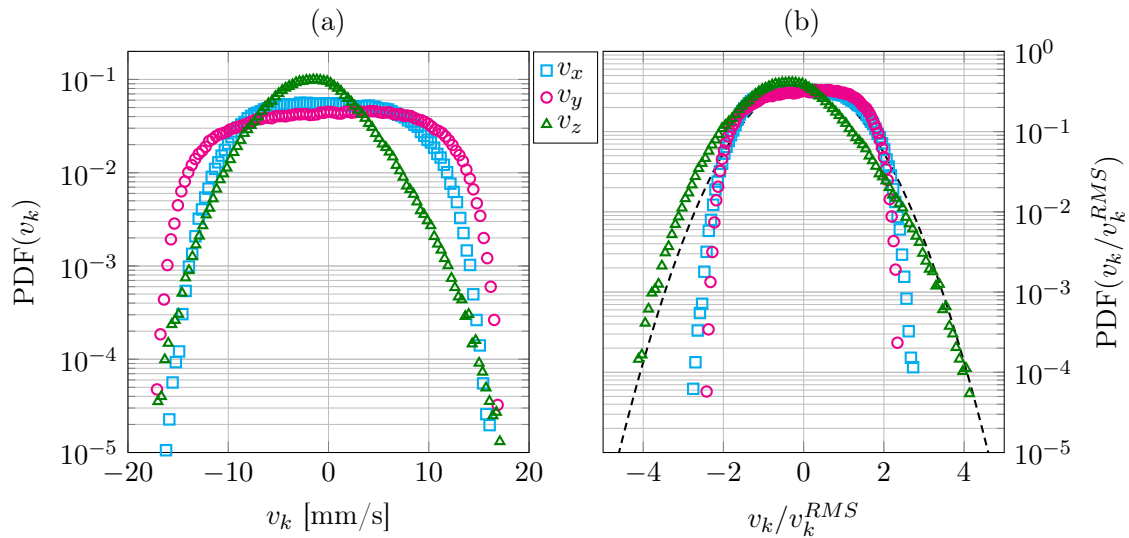 (a)
(b)
PDF(v_k)
10^{-1}
10^{-2}
10^{-3}
10^{-4}
10^{-5}
−20 −10 0 10 20
v_k [mm/s]
v_x
v_y
v_z
10^0
10^{-1}
10^{-2}
10^{-3}
10^{-4}
10^{-5}
−4 −2 0 2 4
v_k/v_k^{RMS}
PDF(v_k/v_k^{RMS})